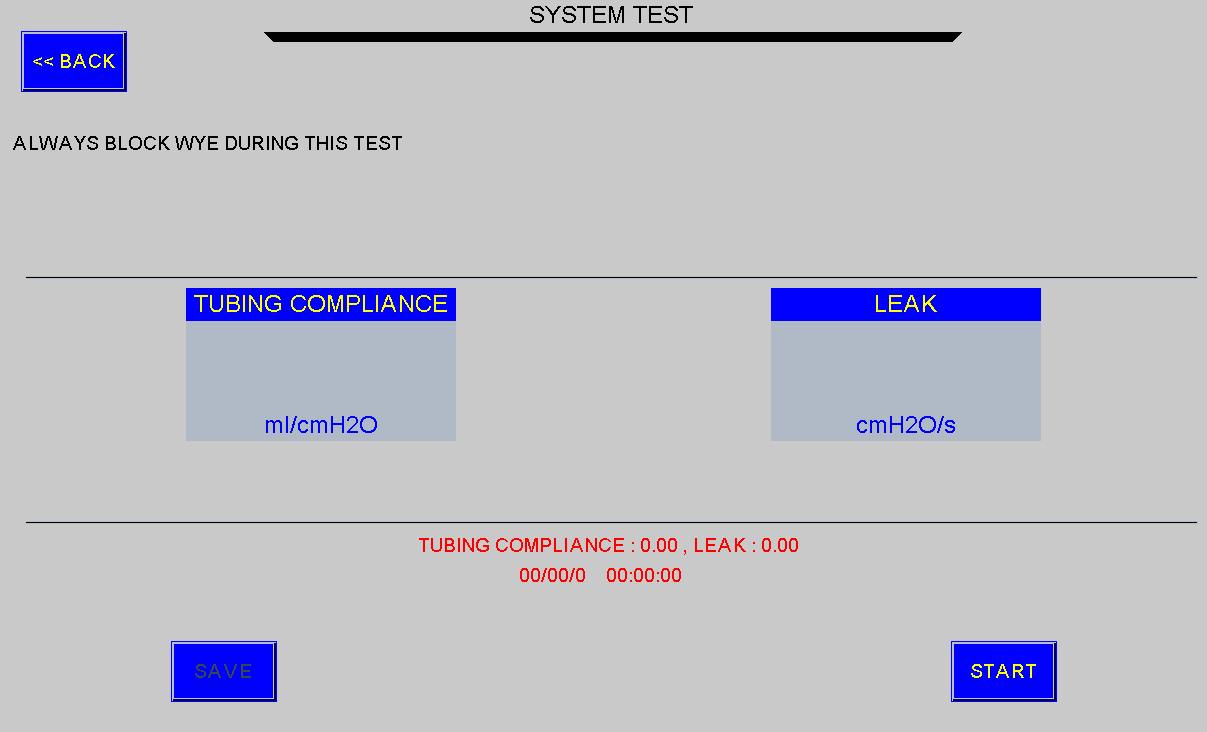 SYSTEM TEST
<< BACK
ALWAYS BLOCK WYE DURING THIS TEST
TUBING COMPLIANCE
LEAK
ml/cmH2O
cmH2O/s
TUBING COMPLIANCE : 0.00 , LEAK : 0.00
00/00/0 00:00:00
SAVE
START